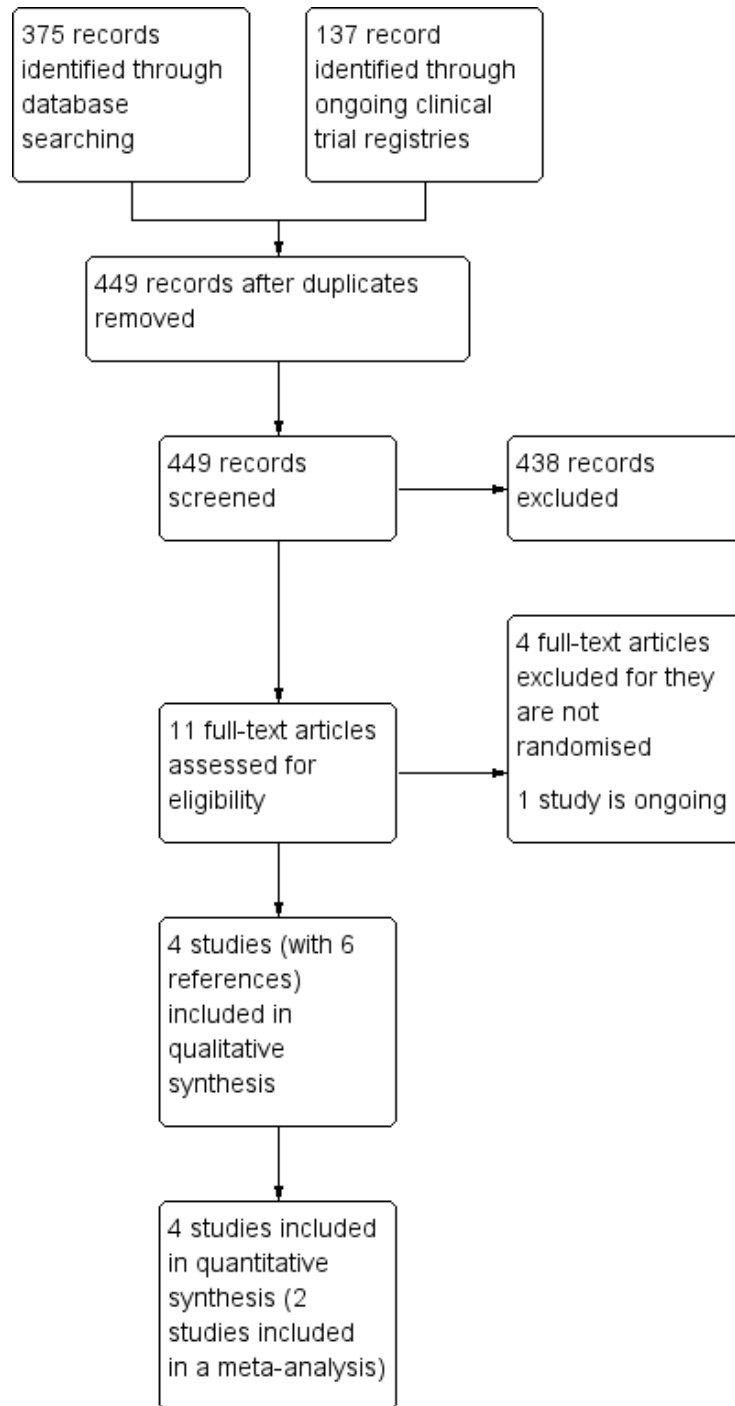 375 records
identified through
database
searching
137 record
identified through
ongoing clinical
trial registries
449 records after duplicates
removed
449 records
screened
438 records
excluded
4 full-text articles
excluded for they
are not
randomised
1 study is ongoing
11 full-text articles
assessed for
eligibility
4 studies (with 6
references)
included in
qualitative
synthesis
4 studies included
in quantitative
synthesis (2
studies included
in a meta-analysis)